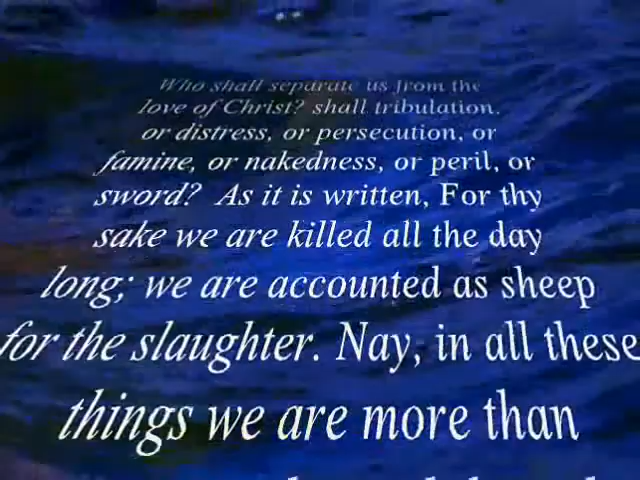 Who shall separate us from the
love of Christ? shall tribulation,
or distress, or persecution, or
famine, or nakedness, or peril, or
sword? As it is written, For thy
sake we are killed all the day
long; we are accounted as sheep
for the slaughter. Nay, in all these
things we are more than